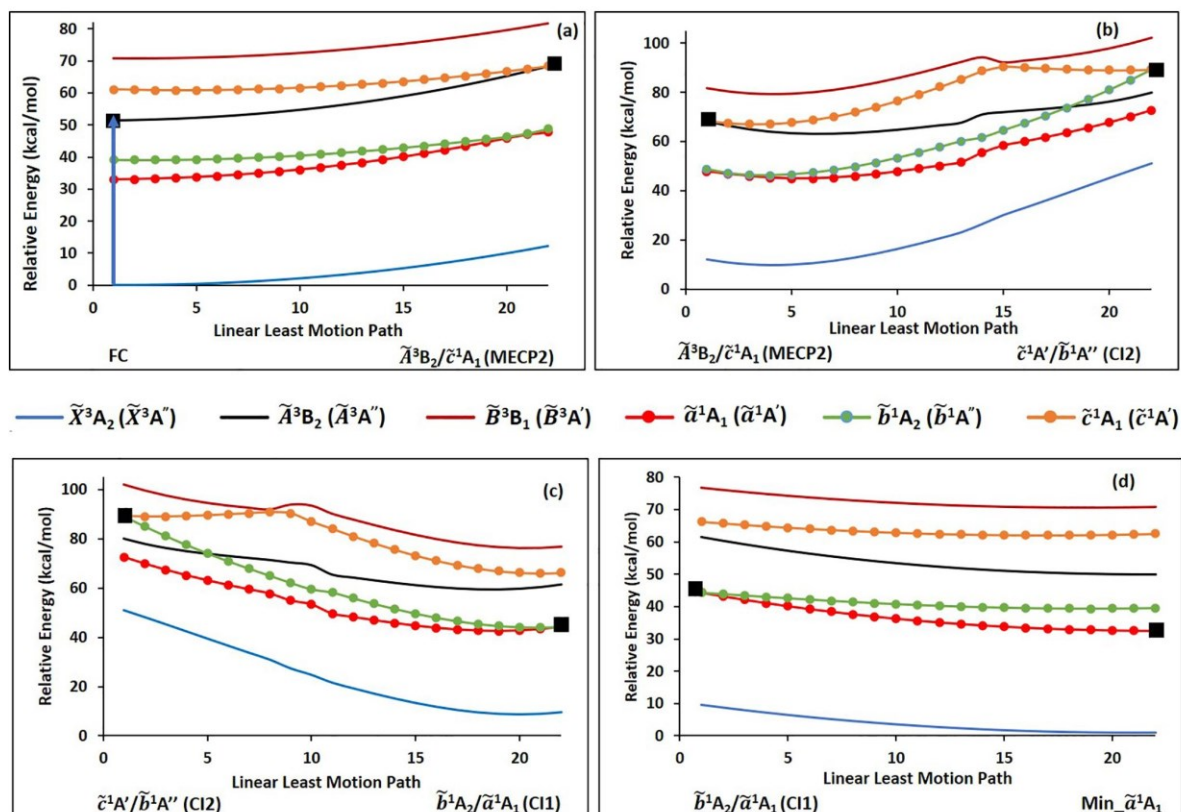 (a)
Relative Energy (kcal/mol)
80
70
60
50
40
30
20
10
0
0 5 10 15 20
Linear Least Motion Path
FC Ã³B₂/c̃¹A₁ (MECP2)
(b)
Relative Energy (kcal/mol)
100
80
60
40
20
0
0 5 10 15 20
Linear Least Motion Path
Ã³B₂/c̃¹A₁ (MECP2) c̃¹A'/b̃¹A'' (CI2)
X̃³A₂ (X̃³A'') Ã³B₂ (Ã³A'') B̃³B₁ (B̃³A') ã¹A₁ (ã¹A') b̃¹A₂ (b̃¹A'') c̃¹A₁ (c̃¹A')
(c)
Relative Energy (kcal/mol)
100
80
60
40
20
0
0 5 10 15 20
Linear Least Motion Path
c̃¹A'/b̃¹A'' (CI2) b̃¹A₂/ã¹A₁ (CI1)
(d)
Relative Energy (kcal/mol)
80
70
60
50
40
30
20
10
0
0 5 10 15 20
Linear Least Motion Path
b̃¹A₂/ã¹A₁ (CI1) Min_ã¹A₁